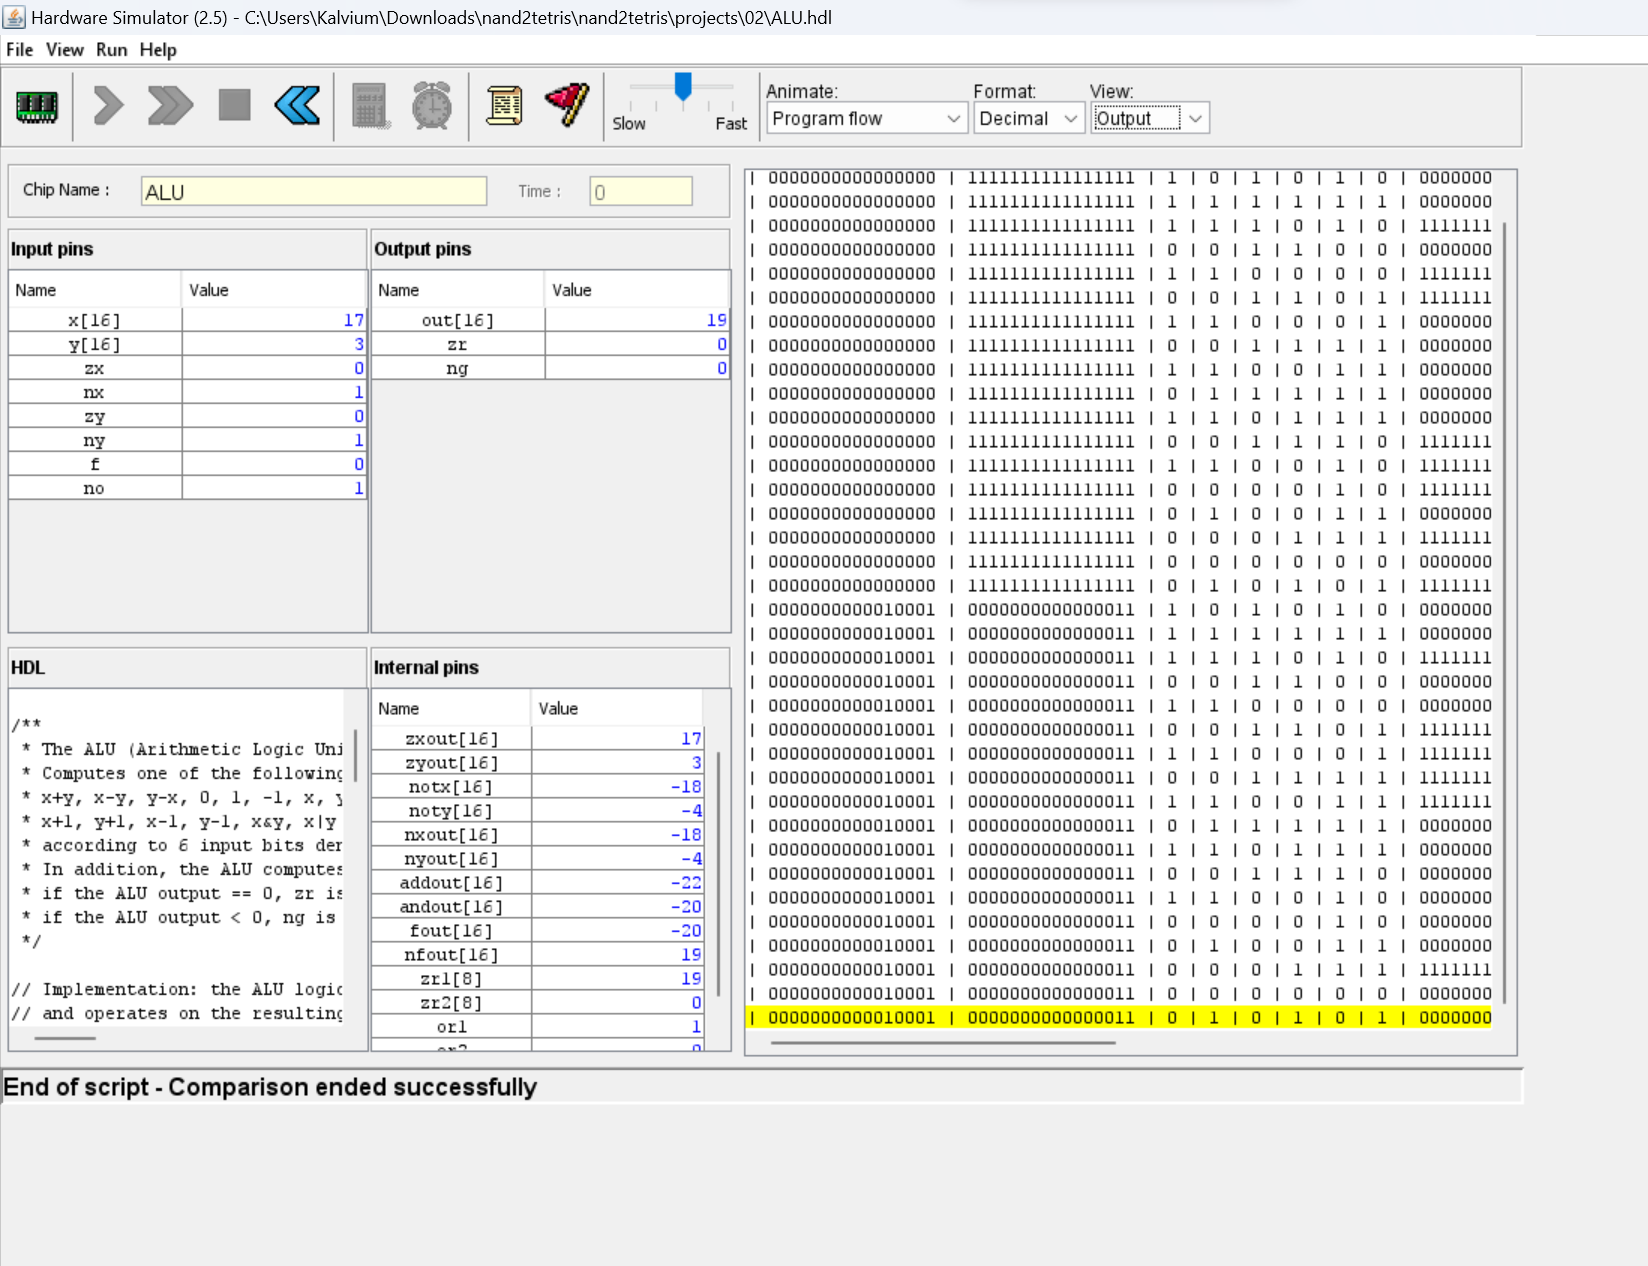 Hardware Simulator (2.5) - C:\Users\Kalvium\Downloads\nand2tetris\nand2tetris\projects\02\ALU.hdl
File View Run Help
Slow Fast
Animate: Format: View:
Program flow Decimal Output
Chip Name : ALU Time : 0
Input pins
Name Value
x[16] 17
y[16] 3
zx 0
nx 1
zy 0
ny 1
f 0
no 1
Output pins
Name Value
out[16] 19
zr 0
ng 0
HDL
/**
* The ALU (Arithmetic Logic Uni
* Computes one of the following
* x+y, x-y, y-x, 0, 1, -1, x, y
* x+1, y+1, x-1, y-1, x&y, x|y
* according to 6 input bits der
* In addition, the ALU computes
* if the ALU output == 0, zr is
* if the ALU output < 0, ng is
*/
// Implementation: the ALU logic
// and operates on the resulting
Internal pins
Name Value
zxout[16] 17
zyout[16] 3
notx[16] -18
noty[16] -4
nxout[16] -18
nyout[16] -4
addout[16] -22
andout[16] -20
fout[16] -20
nfout[16] 19
zr1[8] 19
zr2[8] 0
or1 1
or2 0
| 0000000000000000 | 1111111111111111 | 1 | 0 | 1 | 0 | 1 | 0 | 0000000
| 0000000000000000 | 1111111111111111 | 1 | 1 | 1 | 1 | 1 | 1 | 0000000
| 0000000000000000 | 1111111111111111 | 1 | 1 | 1 | 0 | 1 | 0 | 1111111
| 0000000000000000 | 1111111111111111 | 0 | 0 | 1 | 1 | 0 | 0 | 0000000
| 0000000000000000 | 1111111111111111 | 1 | 1 | 0 | 0 | 0 | 0 | 1111111
| 0000000000000000 | 1111111111111111 | 0 | 0 | 1 | 1 | 0 | 1 | 1111111
| 0000000000000000 | 1111111111111111 | 1 | 1 | 0 | 0 | 0 | 1 | 0000000
| 0000000000000000 | 1111111111111111 | 0 | 0 | 1 | 1 | 1 | 1 | 0000000
| 0000000000000000 | 1111111111111111 | 1 | 1 | 0 | 0 | 1 | 1 | 0000000
| 0000000000000000 | 1111111111111111 | 0 | 1 | 1 | 1 | 1 | 1 | 0000000
| 0000000000000000 | 1111111111111111 | 1 | 1 | 0 | 1 | 1 | 1 | 0000000
| 0000000000000000 | 1111111111111111 | 0 | 0 | 1 | 1 | 1 | 0 | 1111111
| 0000000000000000 | 1111111111111111 | 1 | 1 | 0 | 0 | 1 | 0 | 1111111
| 0000000000000000 | 1111111111111111 | 0 | 0 | 0 | 0 | 1 | 0 | 1111111
| 0000000000000000 | 1111111111111111 | 0 | 1 | 0 | 0 | 1 | 1 | 0000000
| 0000000000000000 | 1111111111111111 | 0 | 0 | 0 | 1 | 1 | 1 | 1111111
| 0000000000000000 | 1111111111111111 | 0 | 0 | 0 | 0 | 0 | 0 | 0000000
| 0000000000000000 | 1111111111111111 | 0 | 1 | 0 | 1 | 0 | 1 | 1111111
| 0000000000010001 | 0000000000000011 | 1 | 0 | 1 | 0 | 1 | 0 | 0000000
| 0000000000010001 | 0000000000000011 | 1 | 1 | 1 | 1 | 1 | 1 | 0000000
| 0000000000010001 | 0000000000000011 | 1 | 1 | 1 | 0 | 1 | 0 | 1111111
| 0000000000010001 | 0000000000000011 | 0 | 0 | 1 | 1 | 0 | 0 | 0000000
| 0000000000010001 | 0000000000000011 | 1 | 1 | 0 | 0 | 0 | 0 | 0000000
| 0000000000010001 | 0000000000000011 | 0 | 0 | 1 | 1 | 0 | 1 | 1111111
| 0000000000010001 | 0000000000000011 | 1 | 1 | 0 | 0 | 0 | 1 | 1111111
| 0000000000010001 | 0000000000000011 | 0 | 0 | 1 | 1 | 1 | 1 | 1111111
| 0000000000010001 | 0000000000000011 | 1 | 1 | 0 | 0 | 1 | 1 | 1111111
| 0000000000010001 | 0000000000000011 | 0 | 1 | 1 | 1 | 1 | 1 | 0000000
| 0000000000010001 | 0000000000000011 | 1 | 1 | 0 | 1 | 1 | 1 | 0000000
| 0000000000010001 | 0000000000000011 | 0 | 0 | 1 | 1 | 1 | 0 | 0000000
| 0000000000010001 | 0000000000000011 | 1 | 1 | 0 | 0 | 1 | 0 | 0000000
| 0000000000010001 | 0000000000000011 | 0 | 0 | 0 | 0 | 1 | 0 | 0000000
| 0000000000010001 | 0000000000000011 | 0 | 1 | 0 | 0 | 1 | 1 | 0000000
| 0000000000010001 | 0000000000000011 | 0 | 0 | 0 | 1 | 1 | 1 | 1111111
| 0000000000010001 | 0000000000000011 | 0 | 0 | 0 | 0 | 0 | 0 | 0000000
| 0000000000010001 | 0000000000000011 | 0 | 1 | 0 | 1 | 0 | 1 | 0000000
End of script - Comparison ended successfully